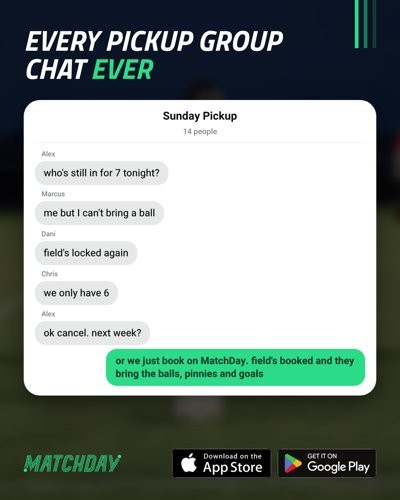 EVERY PICKUP GROUP
CHAT EVER
Sunday Pickup
14 people
Alex
who's still in for 7 tonight?
Marcus
me but I can't bring a ball
Dani
field's locked again
Chris
we only have 6
Alex
ok cancel. next week?
or we just book on MatchDay. field's booked and they
bring the balls, pinnies and goals
MATCHDAY
Download on the
App Store
GET IT ON
Google Play